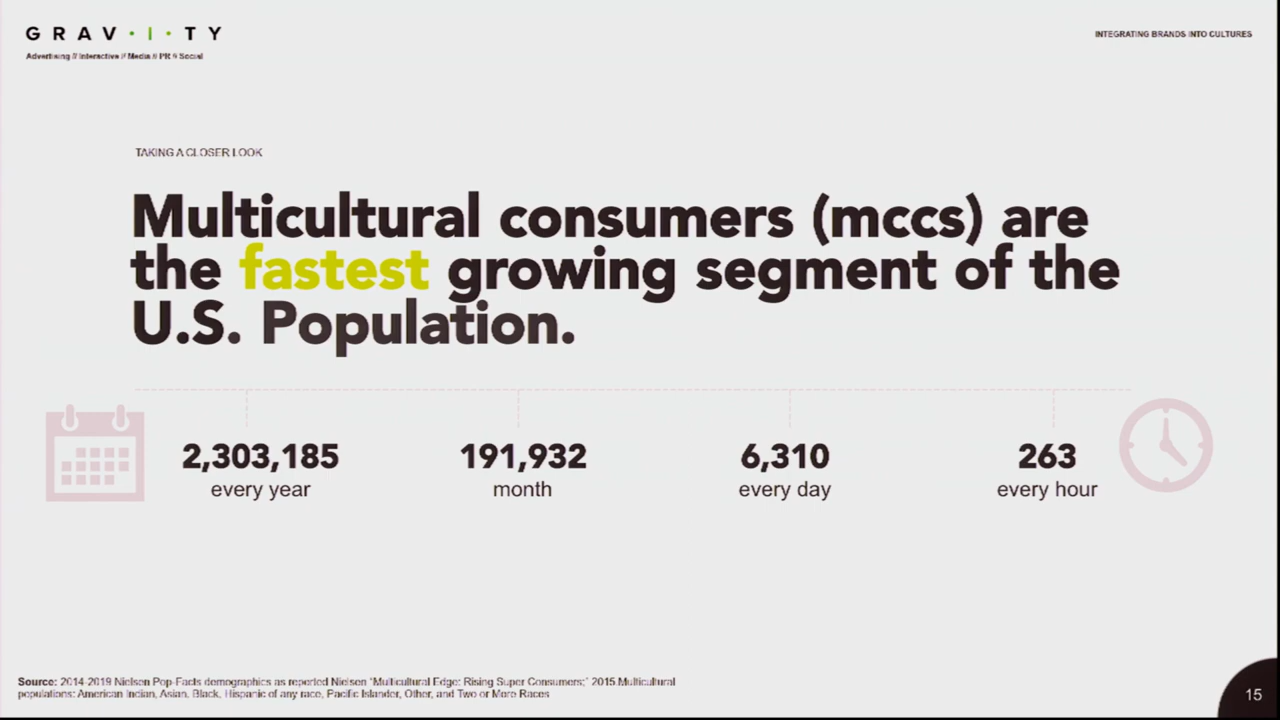 GRAV·I·TY
Advertising // Interactive // Media // PR & Social
INTEGRATING BRANDS INTO CULTURES
TAKING A CLOSER LOOK
Multicultural consumers (mccs) are
the fastest growing segment of the
U.S. Population.
2,303,185
every year
191,932
month
6,310
every day
263
every hour
Source: 2014-2019 Nielsen Pop-Facts demographics as reported Nielsen "Multicultural Edge: Rising Super Consumers;" 2015.Multicultural
populations: American Indian, Asian, Black, Hispanic of any race, Pacific Islander, Other, and Two or More Races
15